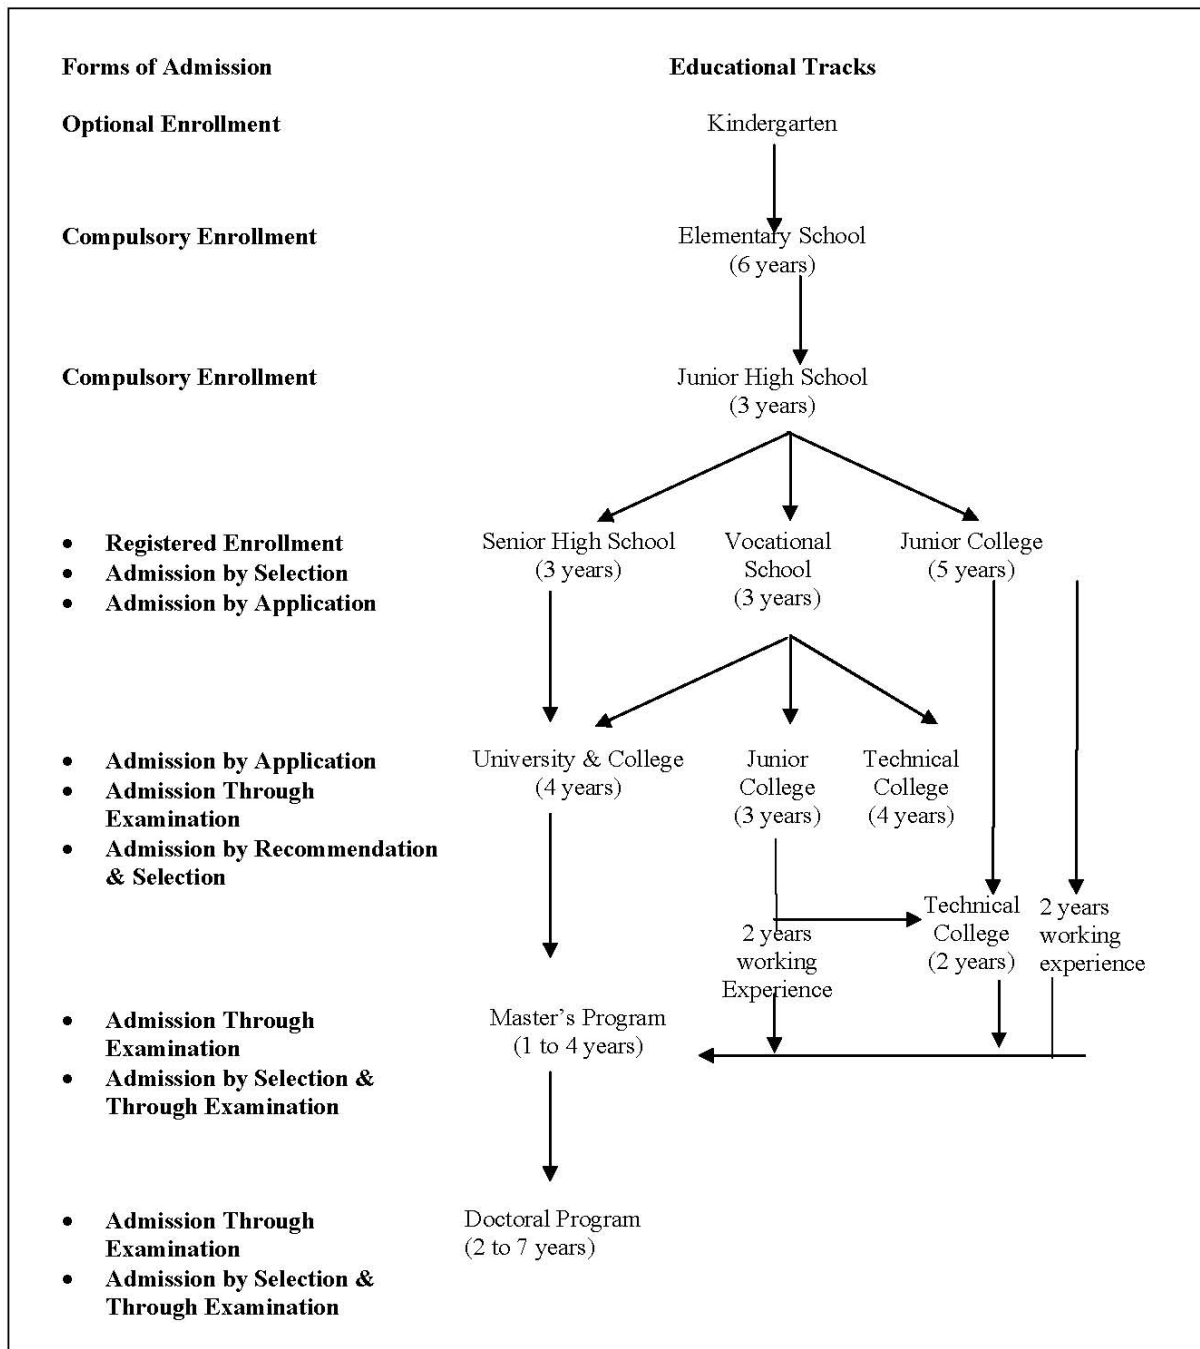 Forms of Admission
Educational Tracks
Optional Enrollment
Kindergarten
Compulsory Enrollment
Elementary School
(6 years)
Compulsory Enrollment
Junior High School
(3 years)
• Registered Enrollment
• Admission by Selection
• Admission by Application
Senior High School
(3 years)
Vocational
School
(3 years)
Junior College
(5 years)
• Admission by Application
• Admission Through
Examination
• Admission by Recommendation
& Selection
University & College
(4 years)
Junior
College
(3 years)
Technical
College
(4 years)
2 years
working
Experience
Technical
College
(2 years)
2 years
working
experience
• Admission Through
Examination
• Admission by Selection &
Through Examination
Master's Program
(1 to 4 years)
• Admission Through
Examination
• Admission by Selection &
Through Examination
Doctoral Program
(2 to 7 years)